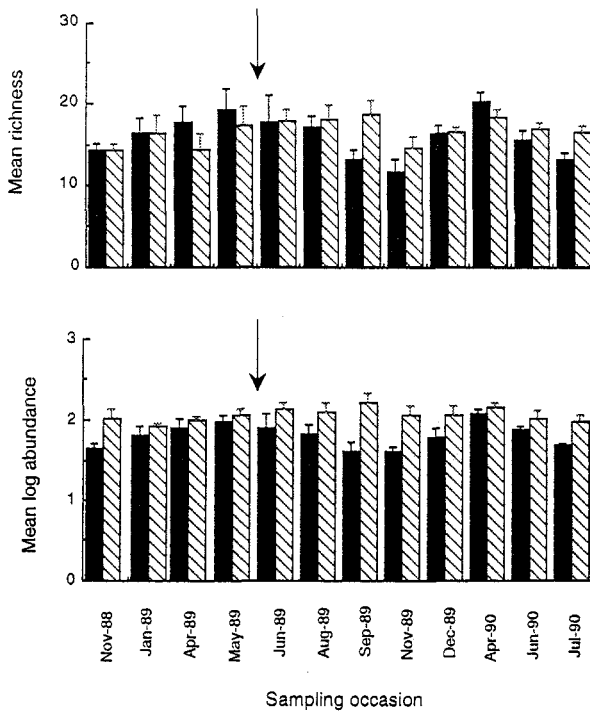 30
20
10
0
Mean richness
3
2
1
0
Mean log abundance
Nov-88
Jan-89
Apr-89
May-89
Jun-89
Aug-89
Sep-89
Nov-89
Dec-89
Apr-90
Jun-90
Jul-90
Sampling occasion